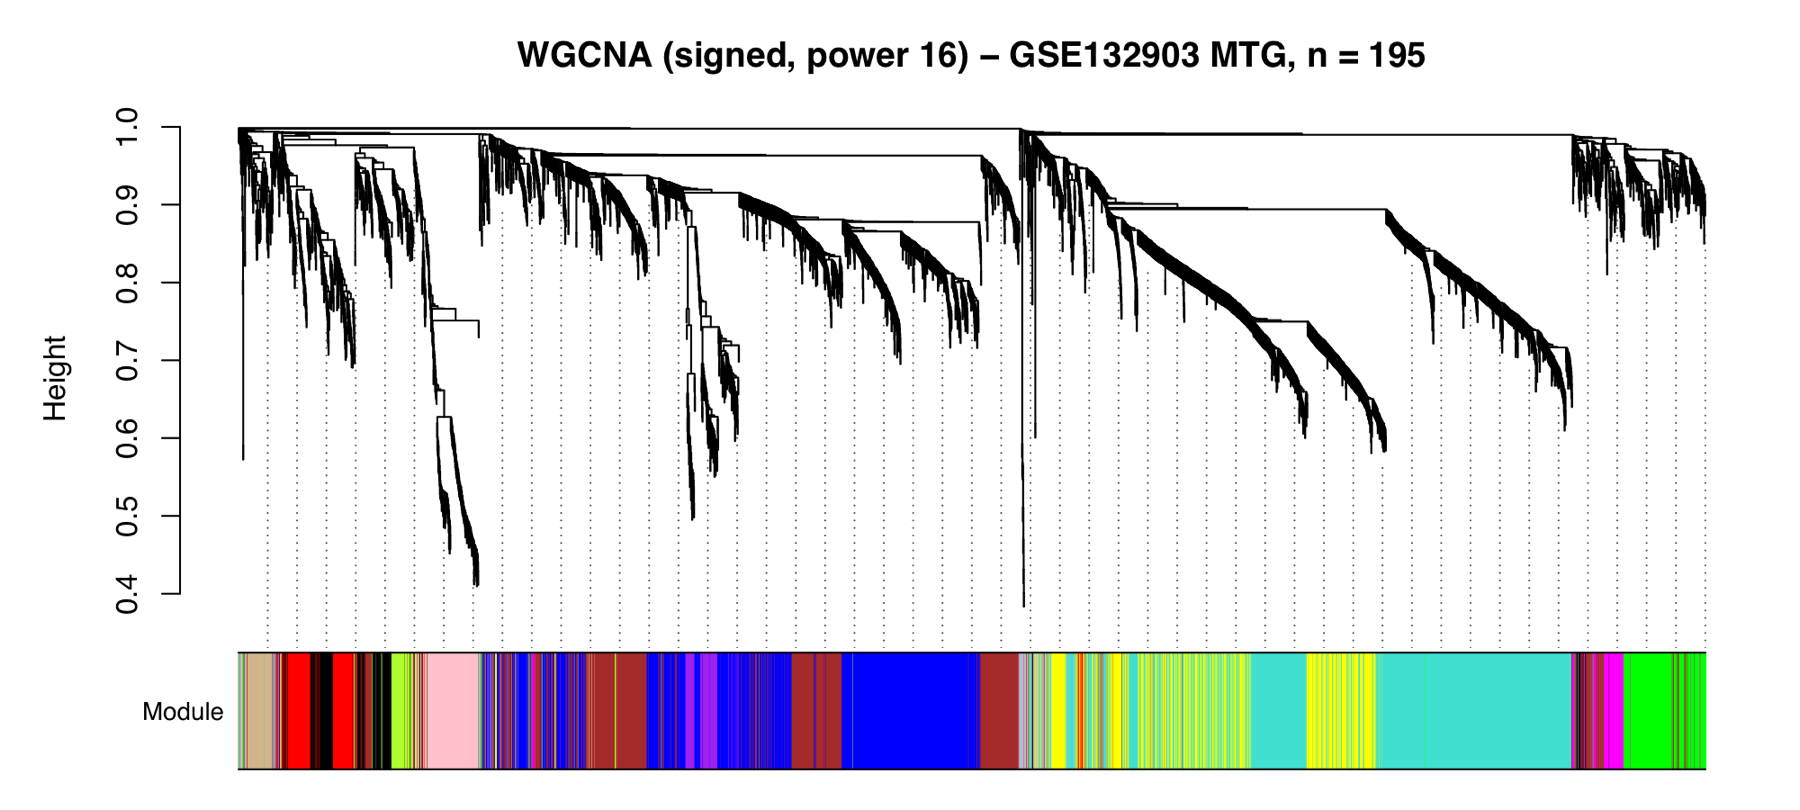 WGCNA (signed, power 16) – GSE132903 MTG, n = 195
Height
1.0
0.9
0.8
0.7
0.6
0.5
0.4
Module